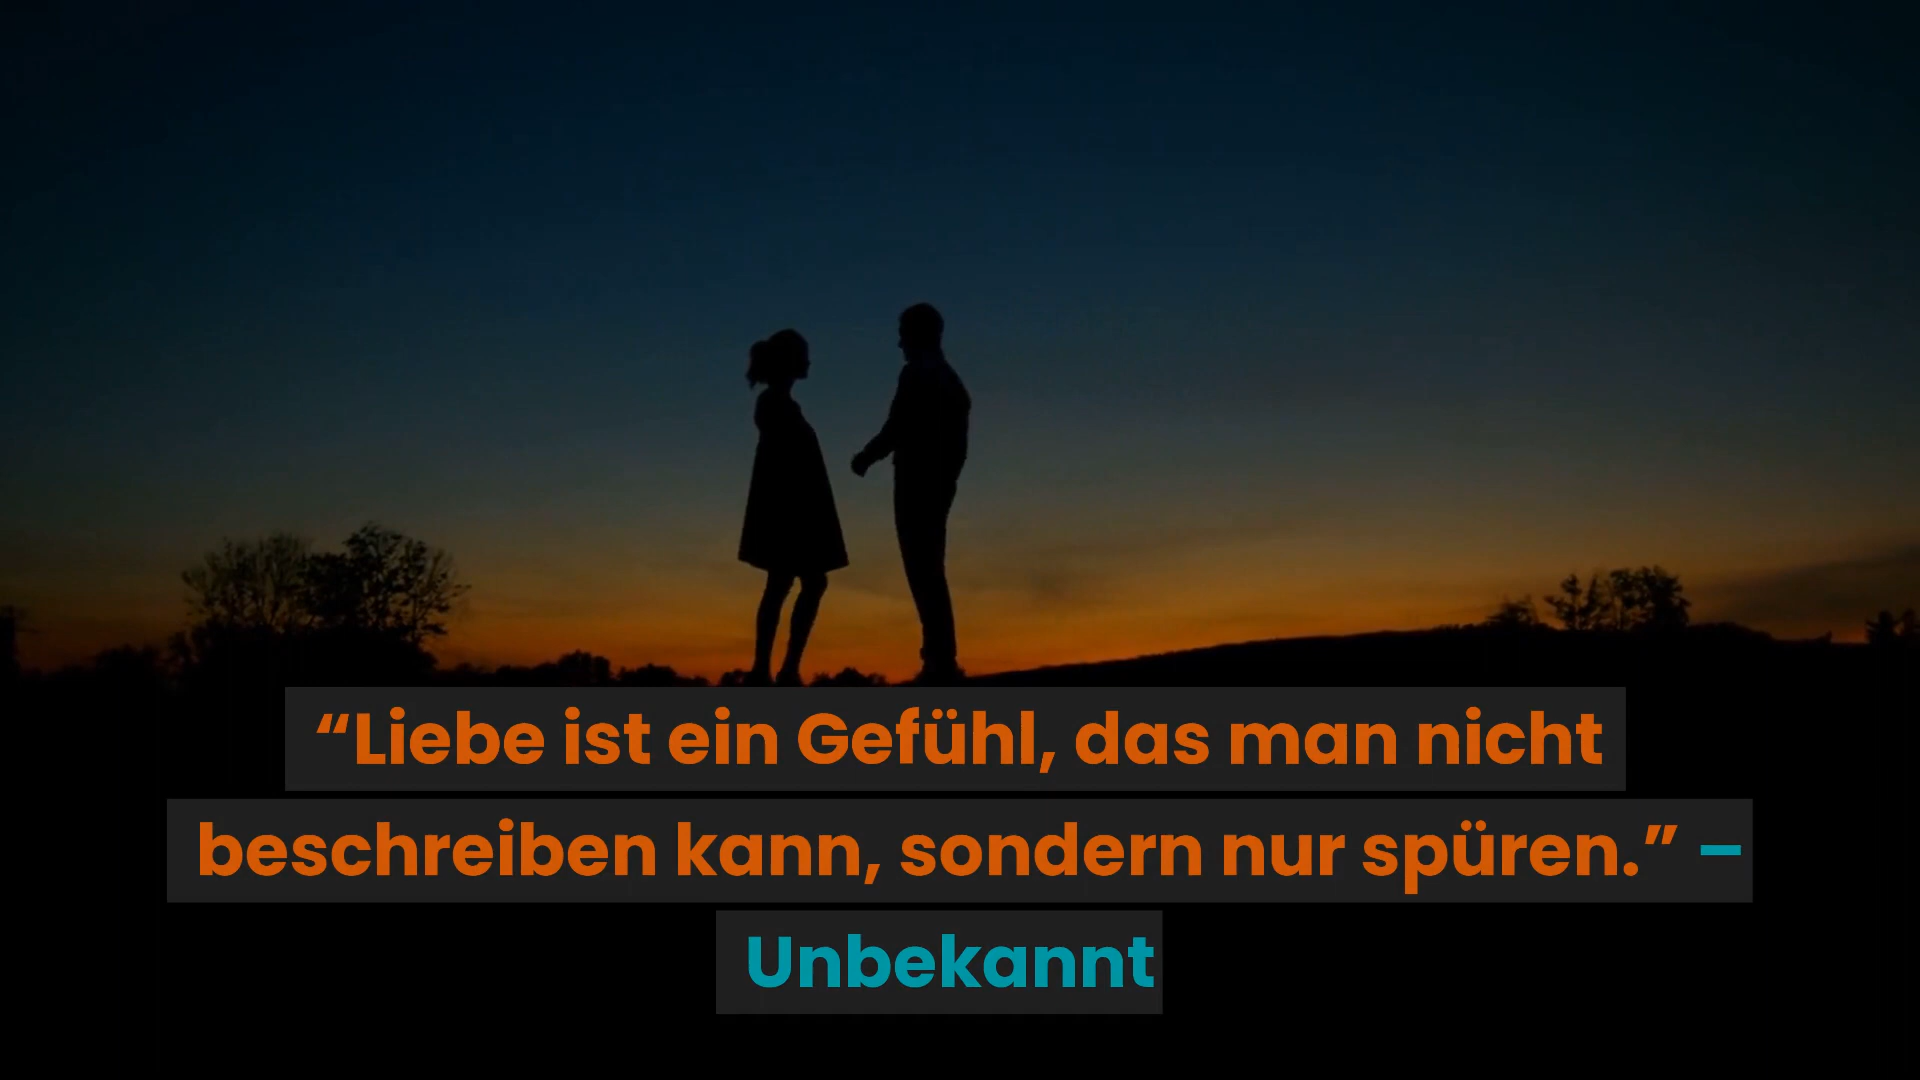 “Liebe ist ein Gefühl, das man nicht
beschreiben kann, sondern nur spüren.” –
Unbekannt